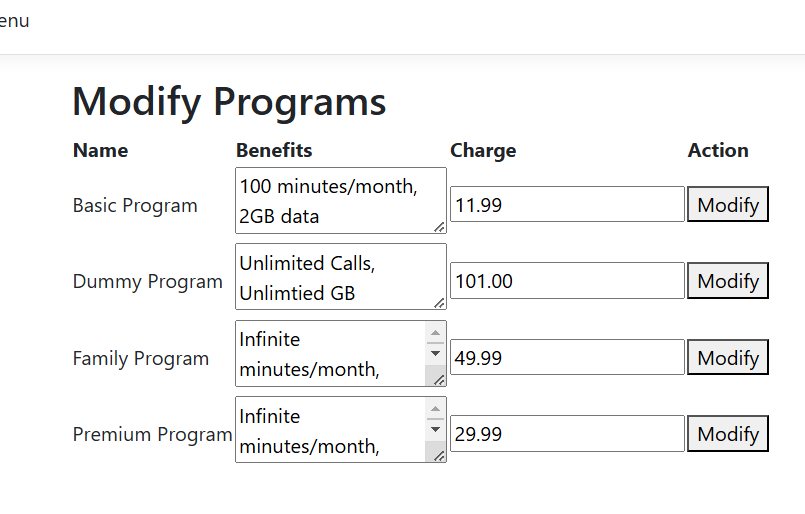 enu
Modify Programs
Name Benefits Charge Action
Basic Program 100 minutes/month, 2GB data 11.99 Modify
Dummy Program Unlimited Calls, Unlimtied GB 101.00 Modify
Family Program Infinite minutes/month, 49.99 Modify
Premium Program Infinite minutes/month, 29.99 Modify